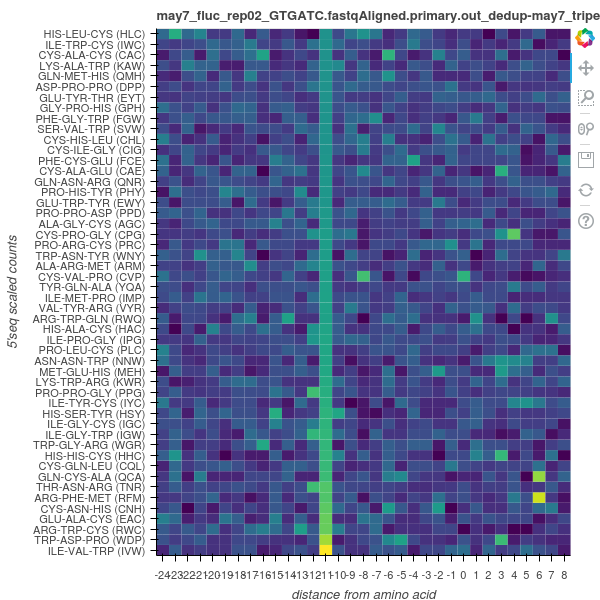 may7_fluc_rep02_GTGATC.fastqAligned.primary.out_dedup-may7_tripe
HIS-LEU-CYS (HLC)
ILE-TRP-CYS (IWC)
CYS-ALA-CYS (CAC)
LYS-ALA-TRP (KAW)
GLN-MET-HIS (QMH)
ASP-PRO-PRO (DPP)
GLU-TYR-THR (EYT)
GLY-PRO-HIS (GPH)
PHE-GLY-TRP (FGW)
SER-VAL-TRP (SVW)
CYS-HIS-LEU (CHL)
CYS-ILE-GLY (CIG)
PHE-CYS-GLU (FCE)
CYS-ALA-GLU (CAE)
GLN-ASN-ARG (QNR)
PRO-HIS-TYR (PHY)
GLU-TRP-TYR (EWY)
PRO-PRO-ASP (PPD)
ALA-GLY-CYS (AGC)
CYS-PRO-GLY (CPG)
PRO-ARG-CYS (PRC)
TRP-ASN-TYR (WNY)
ALA-ARG-MET (ARM)
CYS-VAL-PRO (CVP)
TYR-GLN-ALA (YQA)
ILE-MET-PRO (IMP)
VAL-TYR-ARG (VYR)
ARG-TRP-GLN (RWQ)
HIS-ALA-CYS (HAC)
ILE-PRO-GLY (IPG)
PRO-LEU-CYS (PLC)
ASN-ASN-TRP (NNW)
MET-GLU-HIS (MEH)
LYS-TRP-ARG (KWR)
PRO-PRO-GLY (PPG)
ILE-TYR-CYS (IYC)
HIS-SER-TYR (HSY)
ILE-GLY-CYS (IGC)
ILE-GLY-TRP (IGW)
TRP-GLY-ARG (WGR)
HIS-HIS-CYS (HHC)
CYS-GLN-LEU (CQL)
GLN-CYS-ALA (QCA)
THR-ASN-ARG (TNR)
ARG-PHE-MET (RFM)
CYS-ASN-HIS (CNH)
GLU-ALA-CYS (EAC)
ARG-TRP-CYS (RWC)
TRP-ASP-PRO (WDP)
ILE-VAL-TRP (IVW)
5'seq scaled counts
-24-23-22-21-20-19-18-17-16-15-14-13-12-11-10-9 -8 -7 -6 -5 -4 -3 -2 -1 0 1 2 3 4 5 6 7 8
distance from amino acid